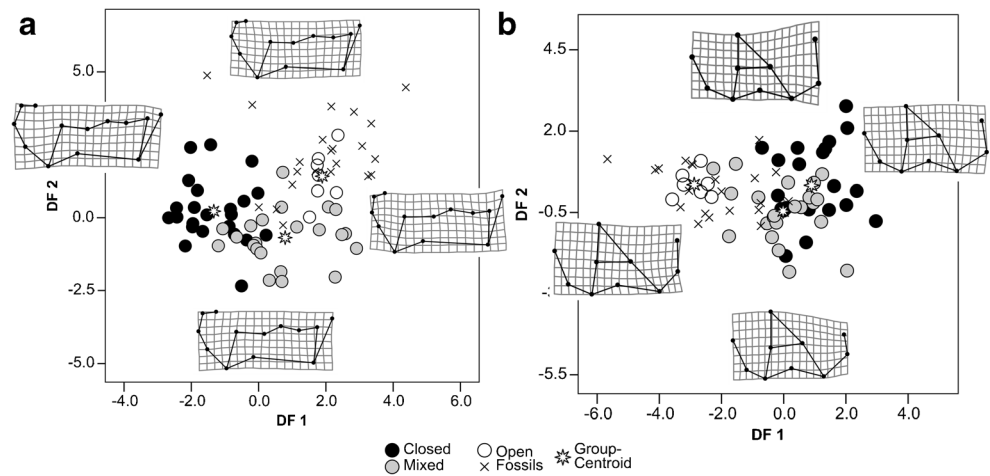 a
5.0
0.0
-2.5
5.0
DF 2
-4.0 -2.0 0.0 2.0 4.0 6.0
DF 1
b
4.5
2.0
-0.5
-5.5
DF 2
-6.0 -4.0 -2.0 0.0 2.0 4.0
DF 1
Closed Open Group-
Mixed Fossils Centroid